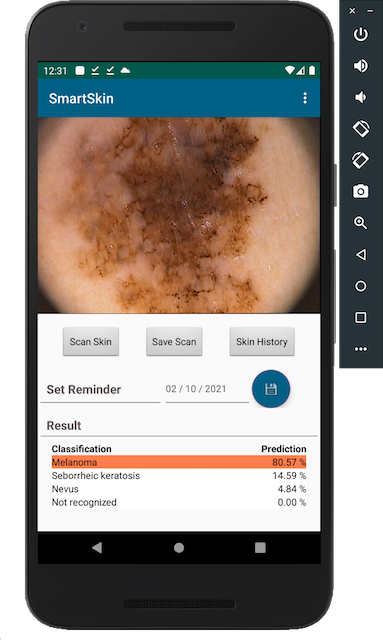 12:31
SmartSkin
Scan Skin Save Scan Skin History
Set Reminder 02 / 10 / 2021
Result
Classification Prediction
Melanoma 80.57 %
Seborrheic keratosis 14.59 %
Nevus 4.84 %
Not recognized 0.00 %